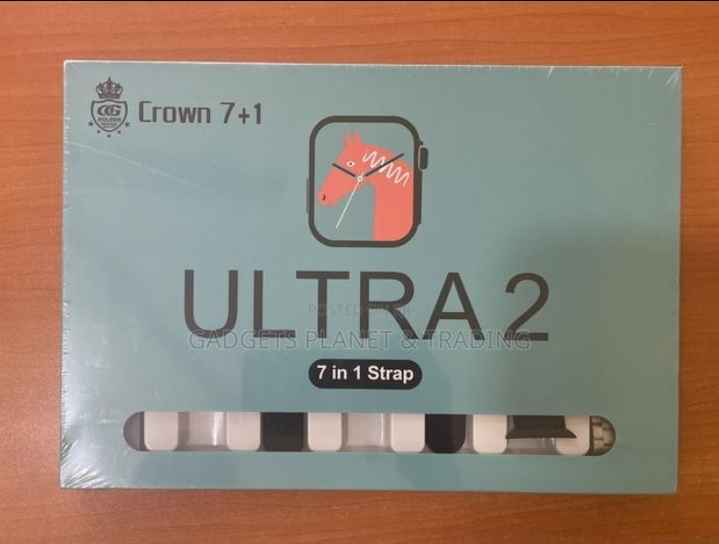 Crown 7+1
ULTRA 2
GADGETS PLANET & TRADING
7 in 1 Strap